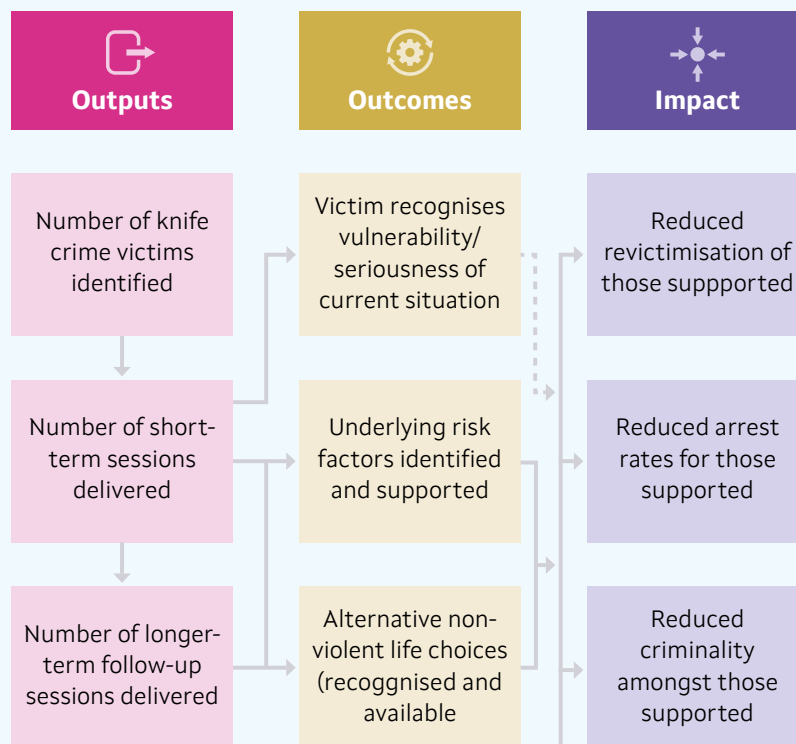 Outputs
Outcomes
Impact
Number of knife
crime victims
identified
Victim recognises
vulnerability/
seriousness of
current situation
Reduced
revictimisation of
those suppported
Number of short-
term sessions
delivered
Underlying risk
factors identified
and supported
Reduced arrest
rates for those
supported
Number of longer-
term follow-up
sessions delivered
Alternative non-
violent life choices
(recoggnised and
available
Reduced
criminality
amongst those
supported